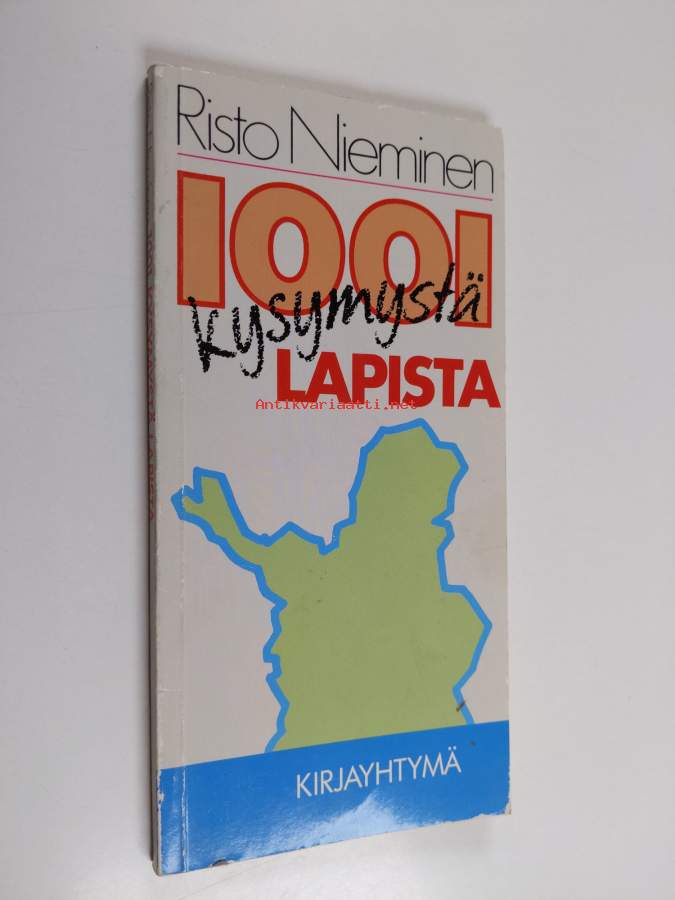 Risto Nieminen
1001
kysymystä
LAPISTA
Antikvariaatti.net
KIRJAYHTYMÄ